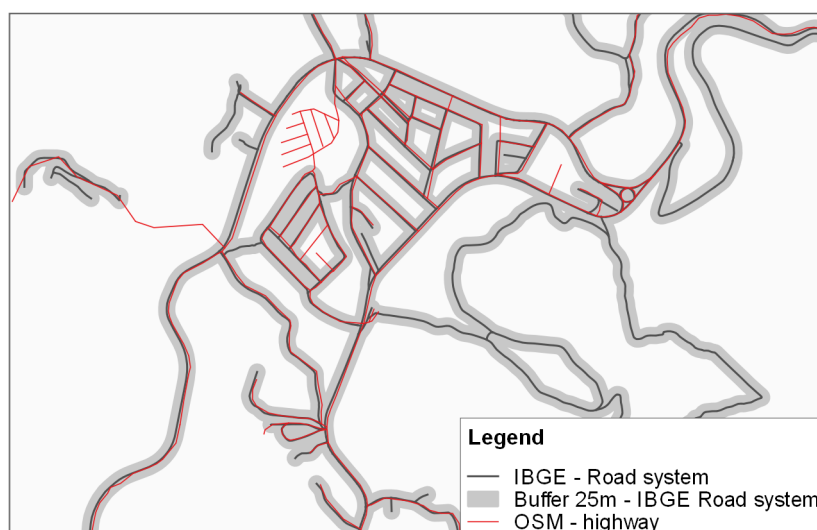 Legend
IBGE - Road system
Buffer 25m - IBGE Road system
OSM - highway